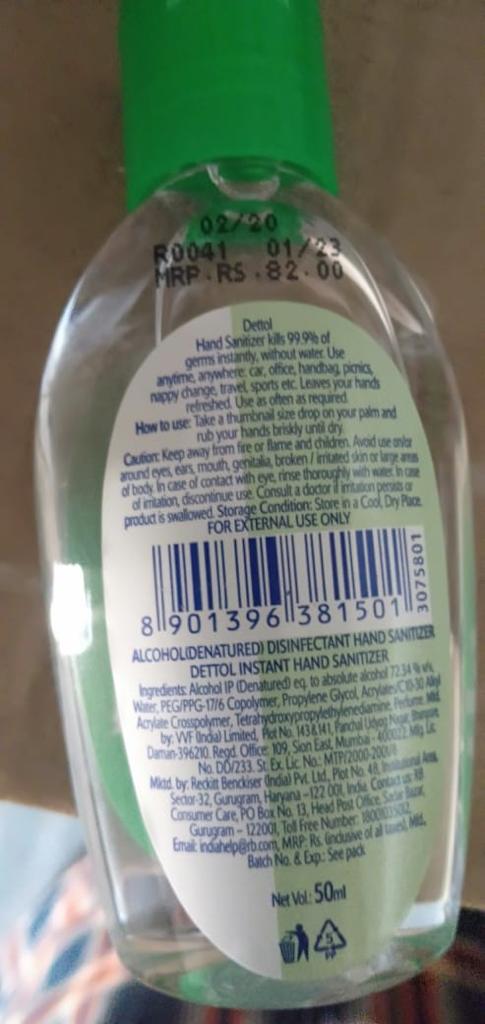 02/20
R0041 01/23
MRP.RS.82.00
Dettol
Hand Sanitizer kills 99.9% of
germs instantly, without water. Use
anytime, anywhere: car, office, handbag, picnics,
nappy change, travel, sports etc. Leaves your hands
refreshed. Use as often as required.
How to use: Take a thumbnail size drop on your palm and
rub your hands briskly until dry.
Caution: Keep away from fire or flame and children. Avoid use on/or
around eyes, ears, mouth, genitalia, broken / irritated skin or large areas
of body. In case of contact with eye, rinse thoroughly with water. In case
of irritation, discontinue use. Consult a doctor if irritation persists or
product is swallowed. Storage Condition: Store in a Cool, Dry Place.
FOR EXTERNAL USE ONLY
8 901396 381501
3075801
ALCOHOL(DENATURED) DISINFECTANT HAND SANITIZER
DETTOL INSTANT HAND SANITIZER
Ingredients: Alcohol IP (Denatured) eq. to absolute alcohol 72.34 % v/v,
Water, PEG/PPG-17/6 Copolymer, Propylene Glycol, Acrylates/C10-30 Alkyl
Acrylate Crosspolymer, Tetrahydroxypropylethylenediamine, Perfume. Mfd.
by: VVF (India) Limited, Plot No. 143&141, Panchal Udyog Nagar,
Daman-396210. Regd. Office: 109, Sion East, Mumbai - 400022. Mfg. Lic.
No. DD/233. St. Ex. Lic. No.: MTP/2000-2001/8
Mktd. by: Reckitt Benckiser (India) Pvt. Ltd., Plot No. 48, Institutional Area,
Sector-32, Gurugram, Haryana -122 001, India. Contact us: RB
Consumer Care, PO Box No. 13, Head Post Office, Sadar Bazar,
Gurugram - 122001, Toll Free Number:
Email: indiahelp@rb.com, MRP: Rs. (inclusive of all taxes), Mfd.,
Batch No. & Exp.: See pack
Net Vol.: 50ml
5
PP